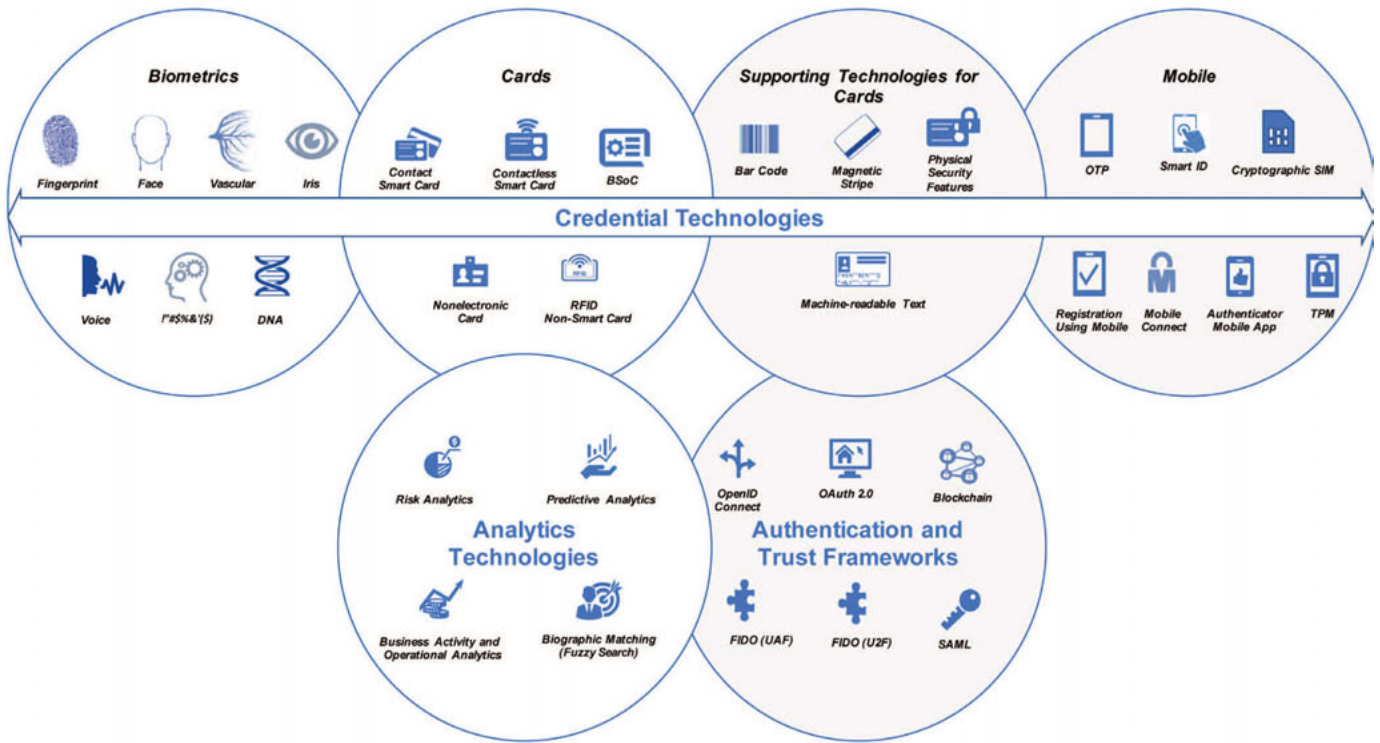 Biometrics
Cards
Supporting Technologies for
Cards
Mobile
Fingerprint
Face
Vascular
Iris
Contact
Smart Card
Contactless
Smart Card
BSoC
Bar Code
Magnetic
Stripe
Physical
Security
Features
OTP
Smart ID
Cryptographic SIM
Credential Technologies
Voice
!"#$%&'($)
DNA
Nonelectronic
Card
RFID
RFID
Non-Smart Card
Machine-readable Text
Registration
Using Mobile
Mobile
Connect
Authenticator
Mobile App
TPM
Risk Analytics
Predictive Analytics
OpenID
Connect
OAuth 2.0
Blockchain
Analytics
Technologies
Authentication and
Trust Frameworks
Business Activity and
Operational Analytics
Biographic Matching
(Fuzzy Search)
FIDO (UAF)
FIDO (U2F)
SAML